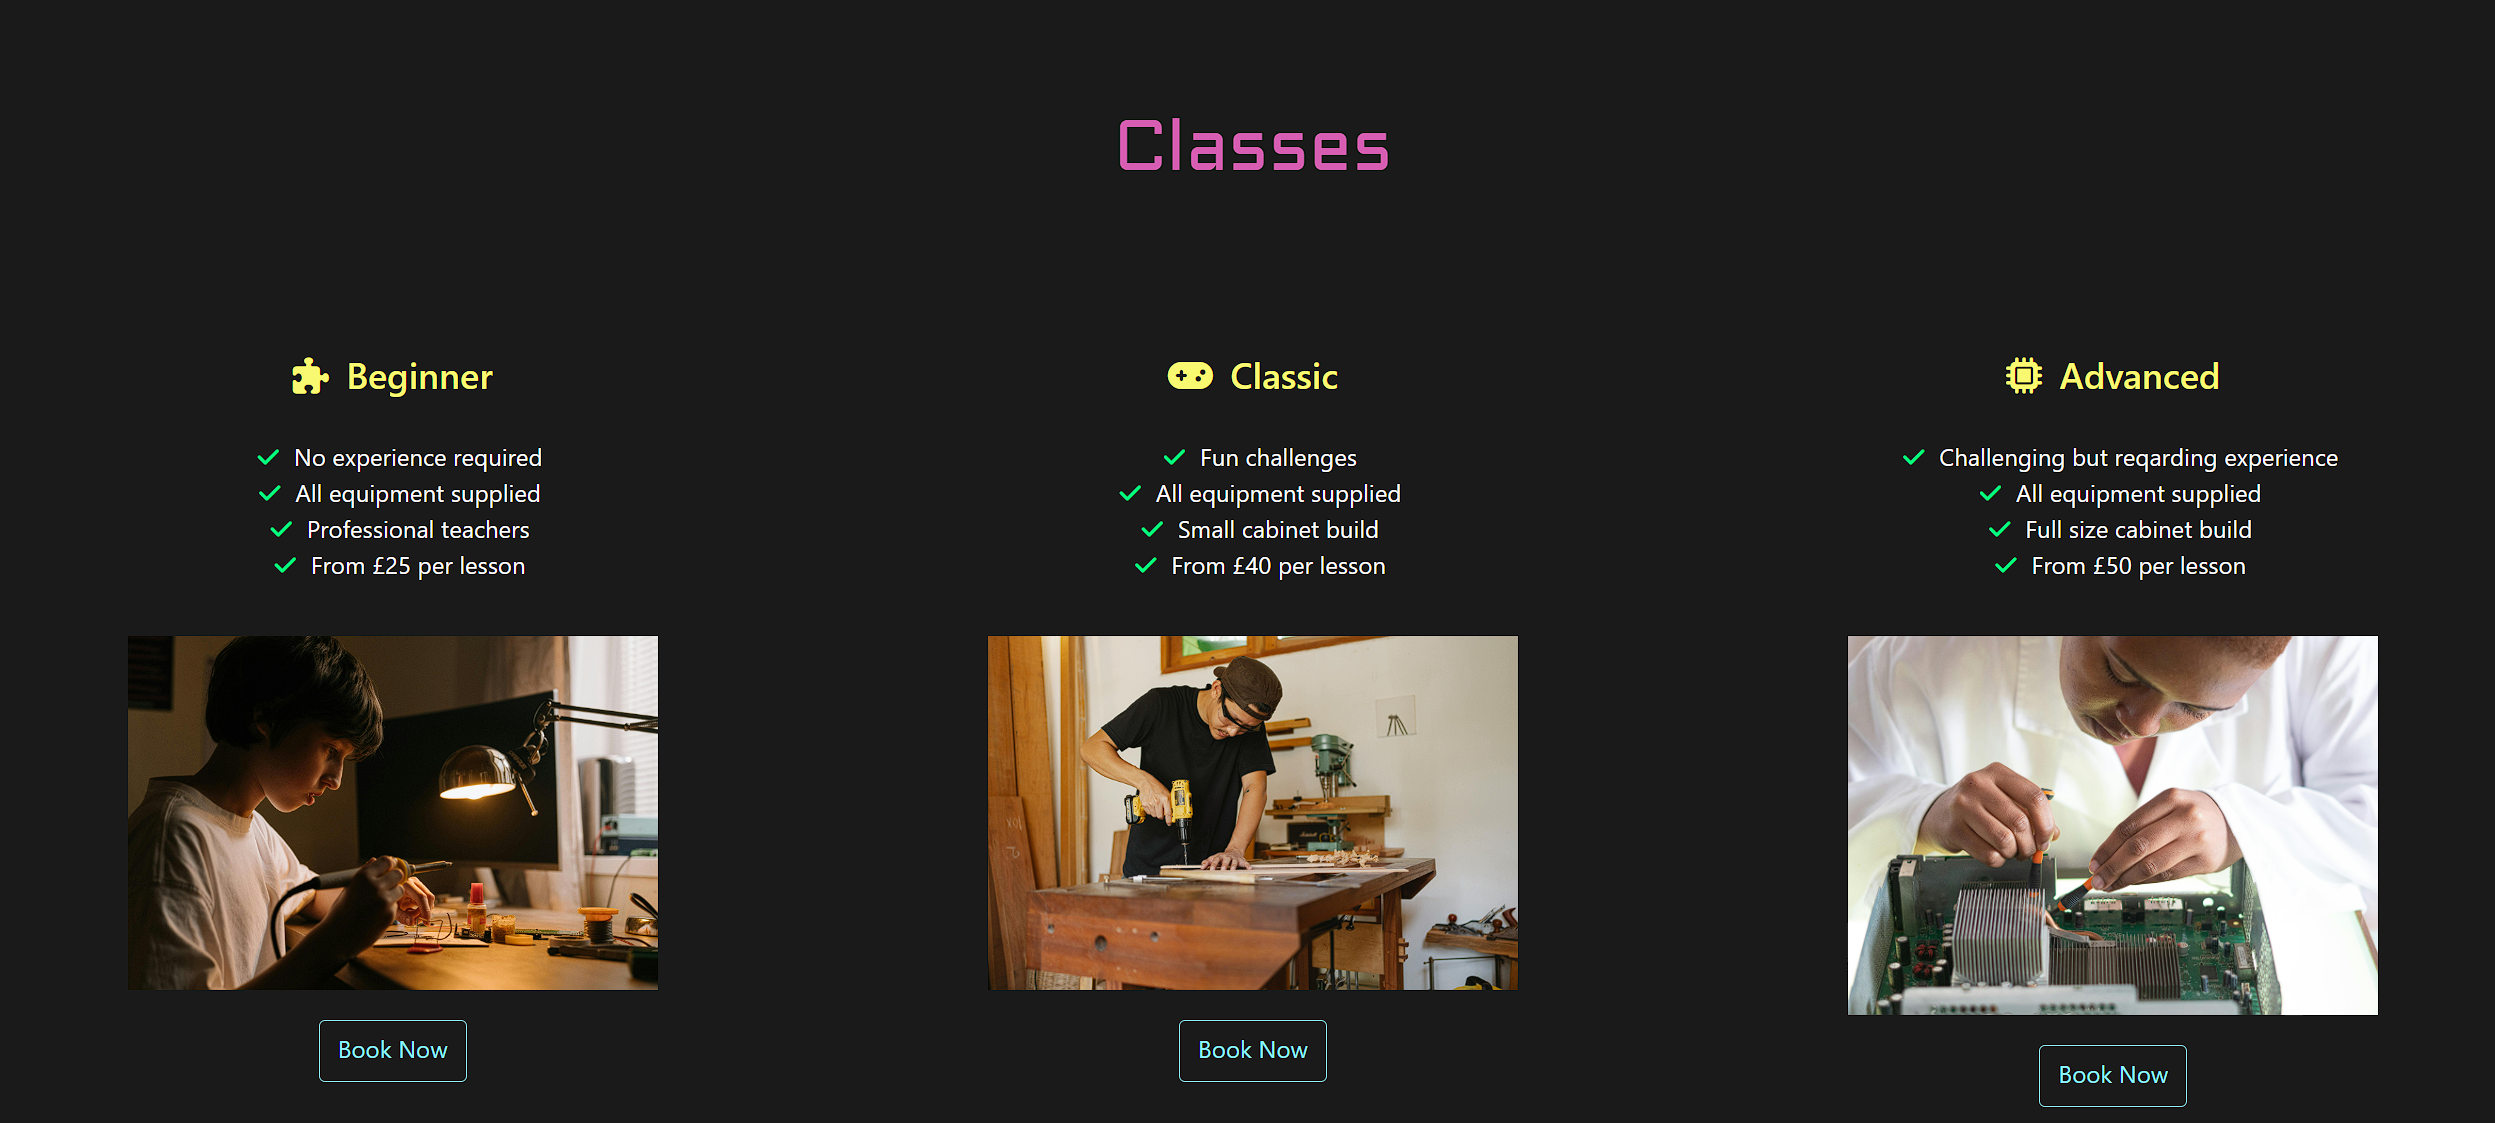 Classes
Beginner
No experience required
All equipment supplied
Professional teachers
From £25 per lesson
Book Now
Classic
Fun challenges
All equipment supplied
Small cabinet build
From £40 per lesson
Book Now
Advanced
Challenging but reqarding experience
All equipment supplied
Full size cabinet build
From £50 per lesson
Book Now